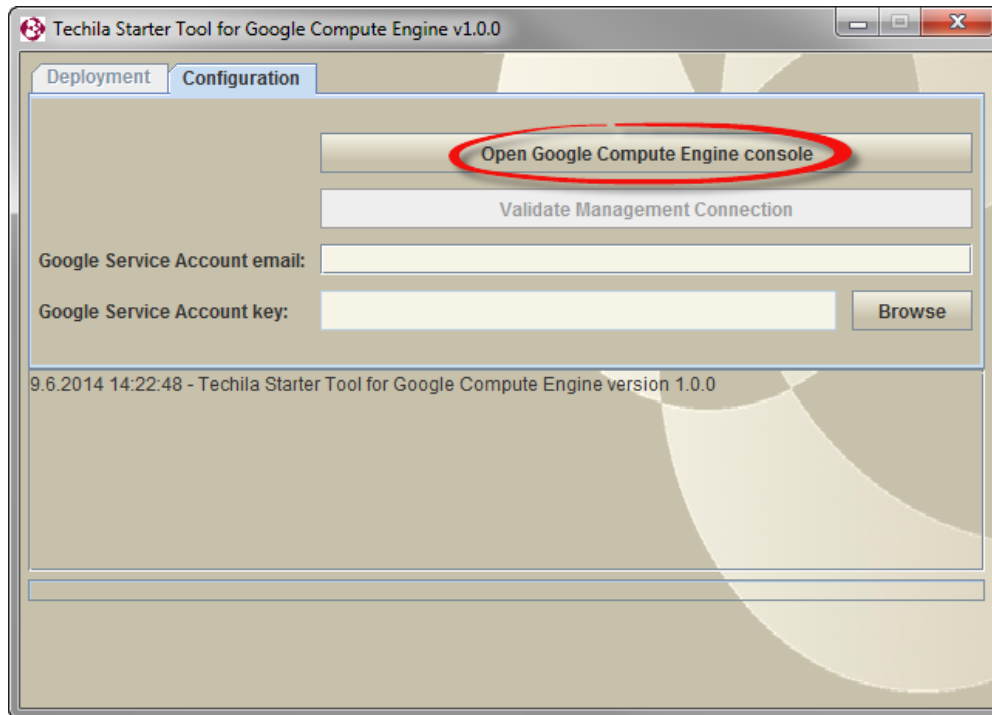 Techila Starter Tool for Google Compute Engine v1.0.0
Deployment Configuration
Open Google Compute Engine console
Validate Management Connection
Google Service Account email:
Google Service Account key: Browse
9.6.2014 14:22:48 - Techila Starter Tool for Google Compute Engine version 1.0.0